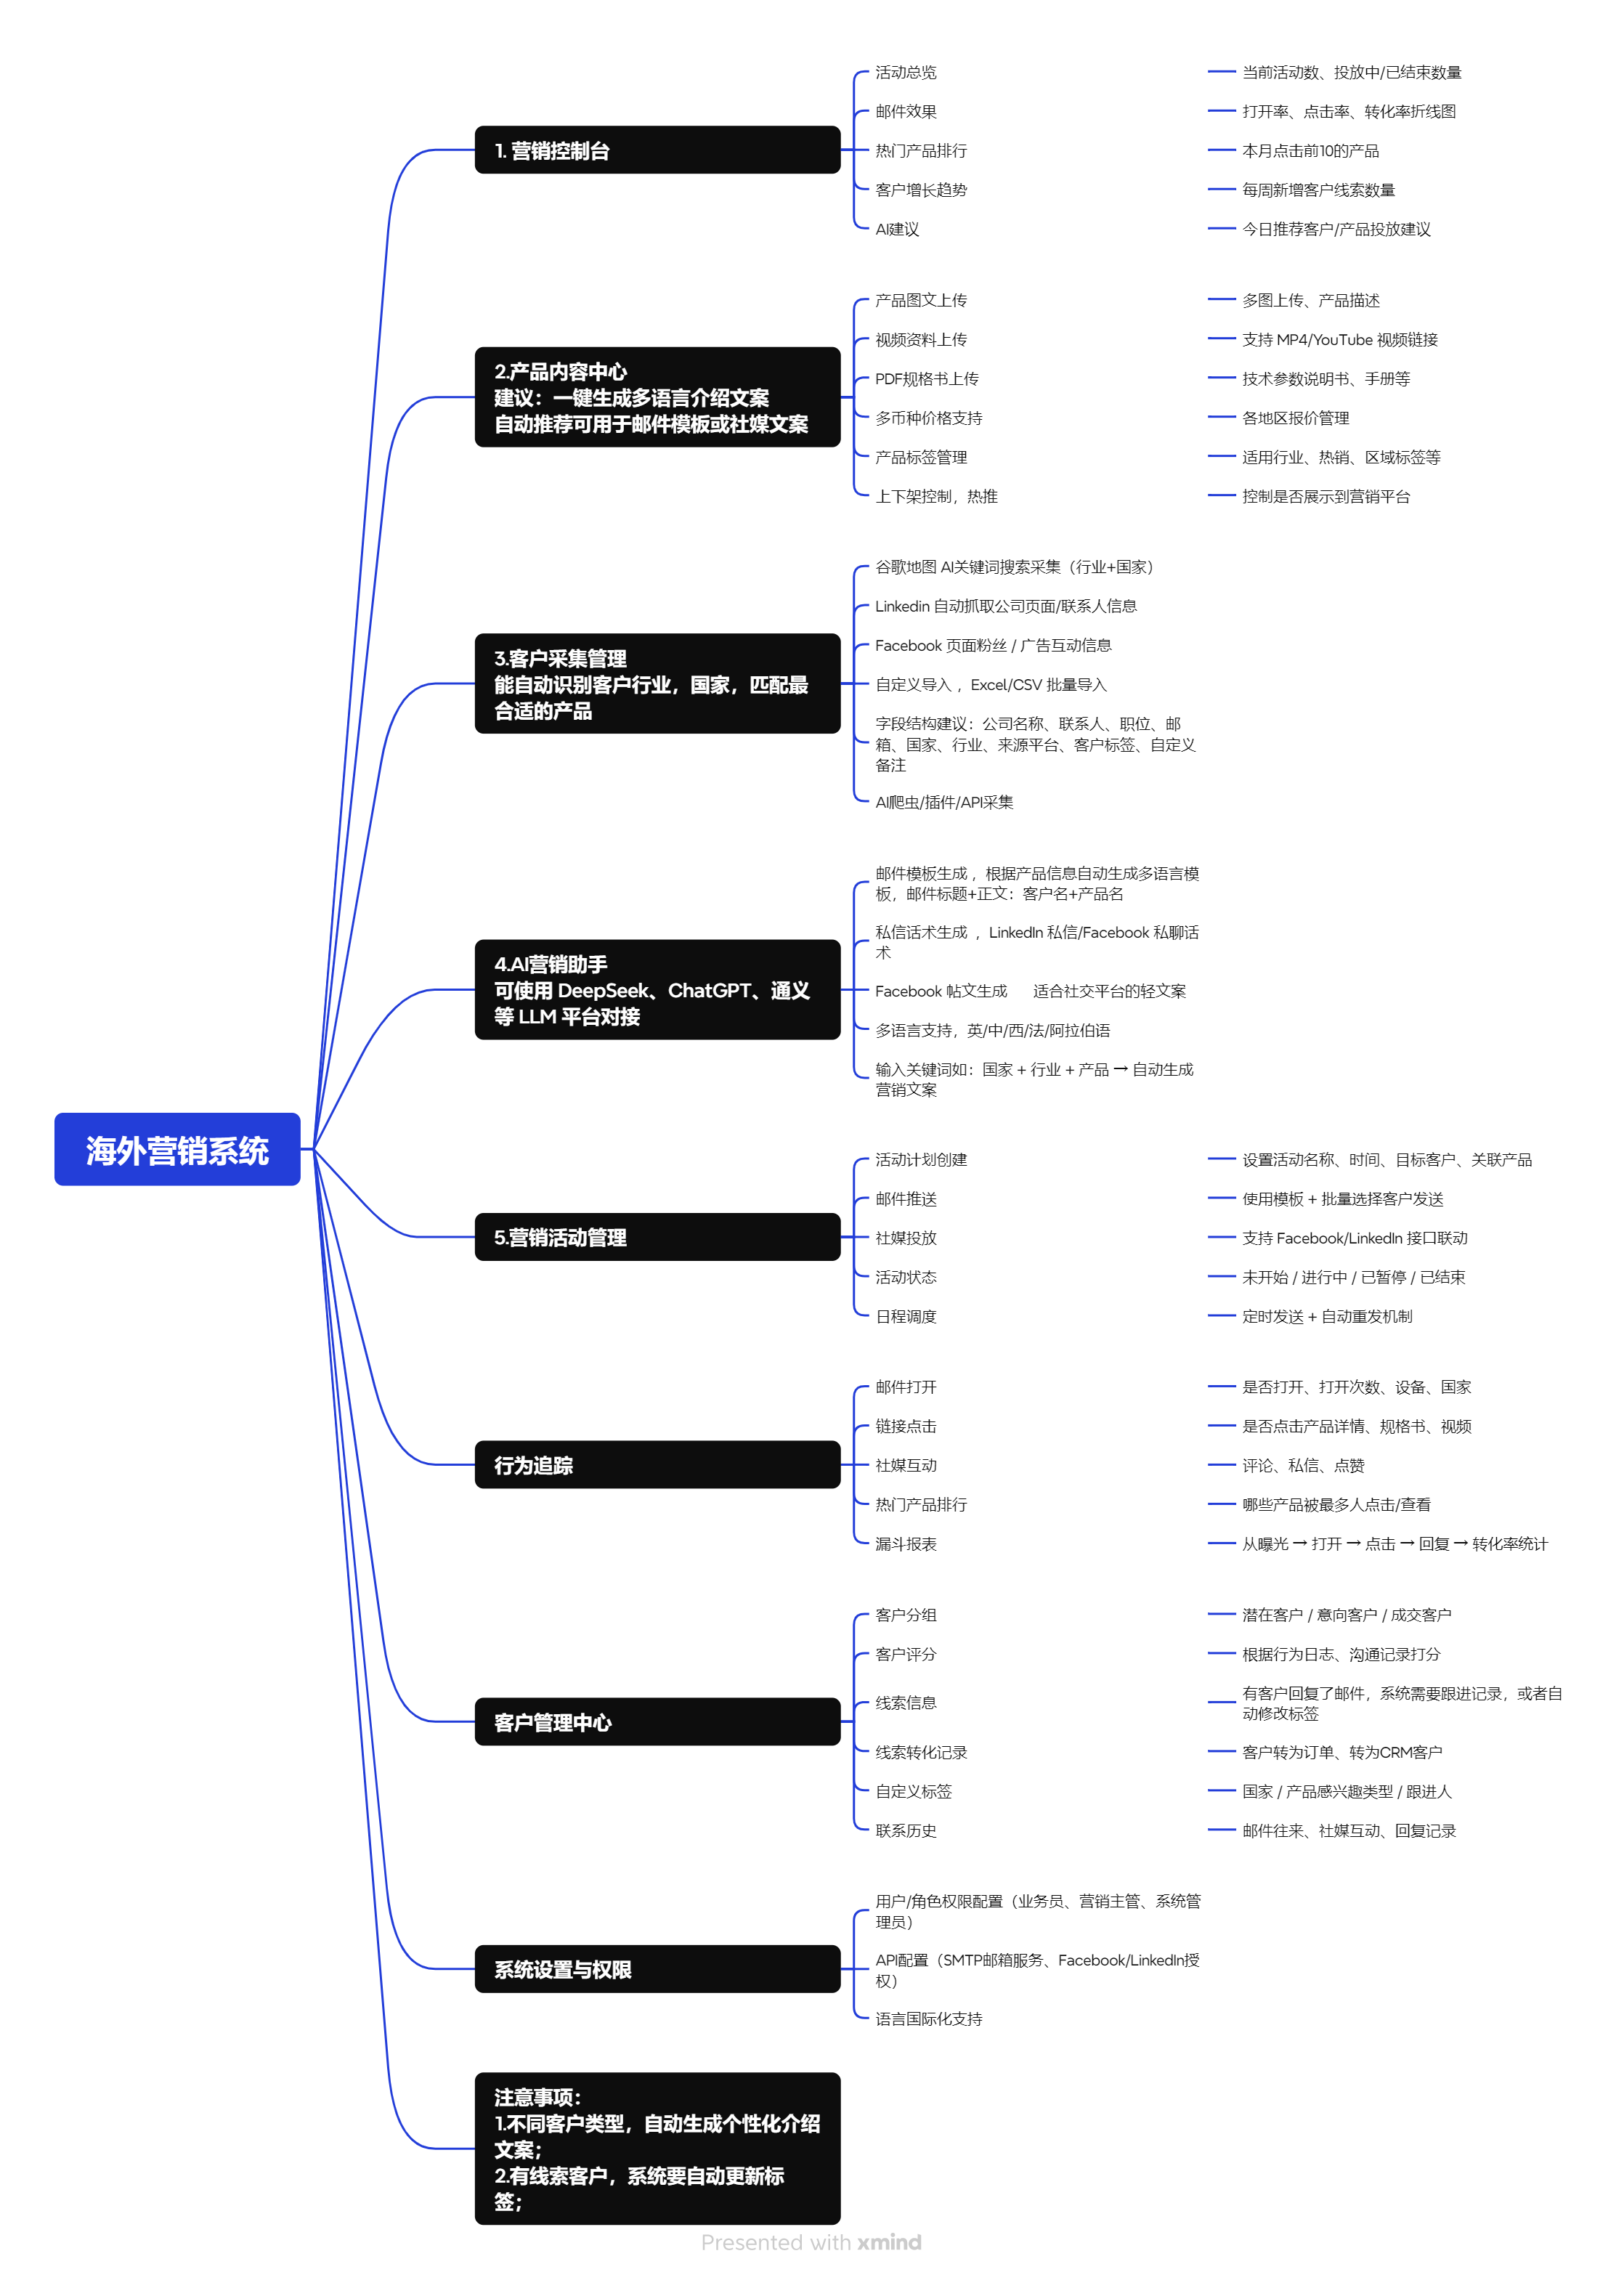 海外营销系统
1. 营销控制台
活动总览
当前活动数、投放中/已结束数量
邮件效果
打开率、点击率、转化率折线图
热门产品排行
本月点击前10的产品
客户增长趋势
每周新增客户线索数量
AI建议
今日推荐客户/产品投放建议
2.产品内容中心
建议：一键生成多语言介绍文案
自动推荐可用于邮件模板或社媒文案
产品图文上传
多图上传、产品描述
视频资料上传
支持 MP4/YouTube 视频链接
PDF规格书上传
技术参数说明书、手册等
多币种价格支持
各地区报价管理
产品标签管理
适用行业、热销、区域标签等
上下架控制，热推
控制是否展示到营销平台
3.客户采集管理
能自动识别客户行业，国家，匹配最
合适的产品
谷歌地图 AI关键词搜索采集（行业+国家）
Linkedin 自动抓取公司页面/联系人信息
Facebook 页面粉丝 / 广告互动信息
自定义导入 ，Excel/CSV 批量导入
字段结构建议：公司名称、联系人、职位、邮
箱、国家、行业、来源平台、客户标签、自定义
备注
AI爬虫/插件/API采集
4.AI营销助手
可使用 DeepSeek、ChatGPT、通义
等 LLM 平台对接
邮件模板生成 ，根据产品信息自动生成多语言模
板，邮件标题+正文：客户名+产品名
私信话术生成 ，LinkedIn 私信/Facebook 私聊话
术
Facebook 帖文生成 适合社交平台的轻文案
多语言支持，英/中/西/法/阿拉伯语
输入关键词如：国家 + 行业 + 产品 → 自动生成
营销文案
5.营销活动管理
活动计划创建
设置活动名称、时间、目标客户、关联产品
邮件推送
使用模板 + 批量选择客户发送
社媒投放
支持 Facebook/LinkedIn 接口联动
活动状态
未开始 / 进行中 / 已暂停 / 已结束
日程调度
定时发送 + 自动重发机制
行为追踪
邮件打开
是否打开、打开次数、设备、国家
链接点击
是否点击产品详情、规格书、视频
社媒互动
评论、私信、点赞
热门产品排行
哪些产品被最多人点击/查看
漏斗报表
从曝光 → 打开 → 点击 → 回复 → 转化率统计
客户管理中心
客户分组
潜在客户 / 意向客户 / 成交客户
客户评分
根据行为日志、沟通记录打分
线索信息
有客户回复了邮件，系统需要跟进记录，或者自
动修改标签
线索转化记录
客户转为订单、转为CRM客户
自定义标签
国家 / 产品感兴趣类型 / 跟进人
联系历史
邮件往来、社媒互动、回复记录
系统设置与权限
用户/角色权限配置（业务员、营销主管、系统管
理员）
API配置（SMTP邮箱服务、Facebook/LinkedIn授
权）
语言国际化支持
注意事项：
1.不同客户类型，自动生成个性化介绍
文案；
2.有线索客户，系统要自动更新标
签；
Presented with xmind